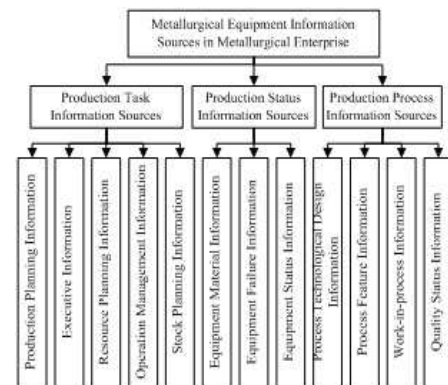 Metallurgical Equipment Information
Sources in Metallurgical Enterprise
Production Task
Information Sources
Production Status
Information Sources
Production Process
Information Sources
Production Planning Information
Executive Information
Resource Planning Information
Operation Management Information
Stock Planning Information
Equipment Material Information
Equipment Failure Information
Equipment Status Information
Process Technological Design
Information
Process Feature Information
Work-in-process Information
Quality Status Information